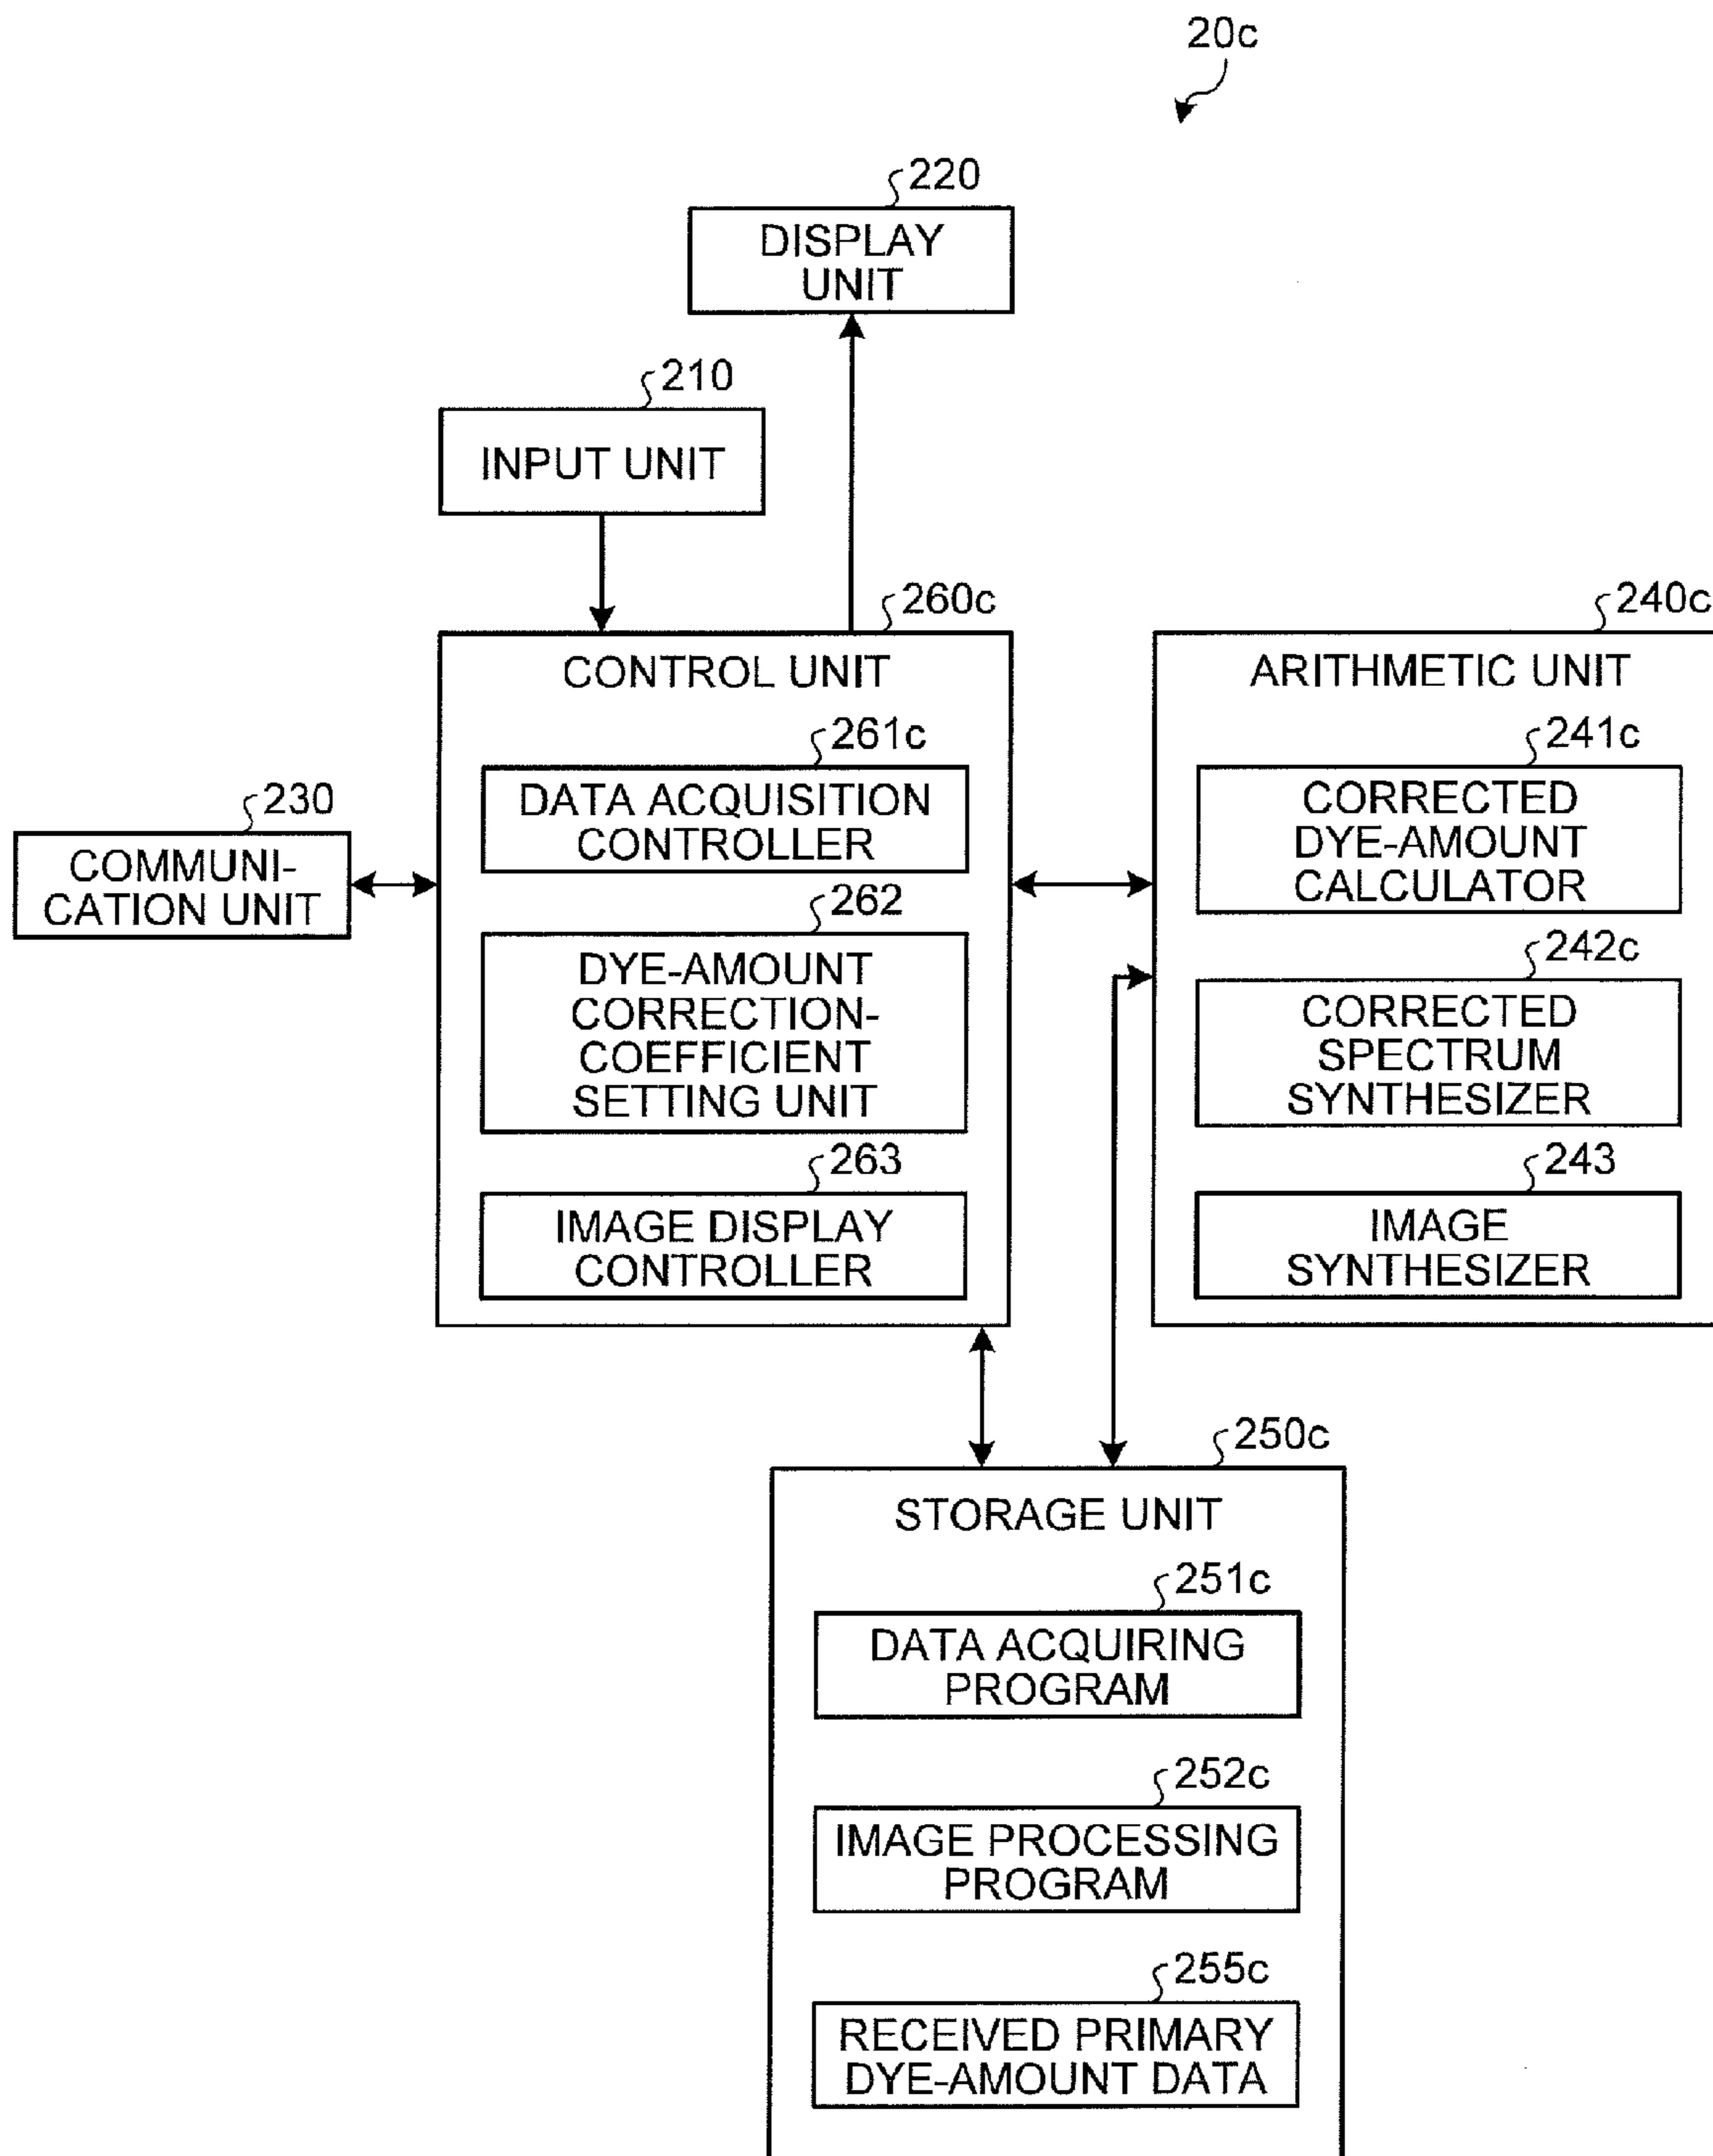 20c
220
DISPLAY
UNIT
210
INPUT UNIT
260c
CONTROL UNIT
261c
DATA ACQUISITION
CONTROLLER
262
DYE-AMOUNT
CORRECTION-
COEFFICIENT
SETTING UNIT
263
IMAGE DISPLAY
CONTROLLER
230
COMMUNI-
CATION UNIT
240c
ARITHMETIC UNIT
241c
CORRECTED
DYE-AMOUNT
CALCULATOR
242c
CORRECTED
SPECTRUM
SYNTHESIZER
243
IMAGE
SYNTHESIZER
250c
STORAGE UNIT
251c
DATA ACQUIRING
PROGRAM
252c
IMAGE PROCESSING
PROGRAM
255c
RECEIVED PRIMARY
DYE-AMOUNT DATA